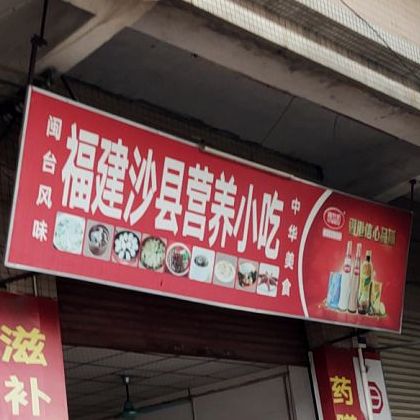 闽台风味
福建沙县营养小吃
中华美食
滋补
药